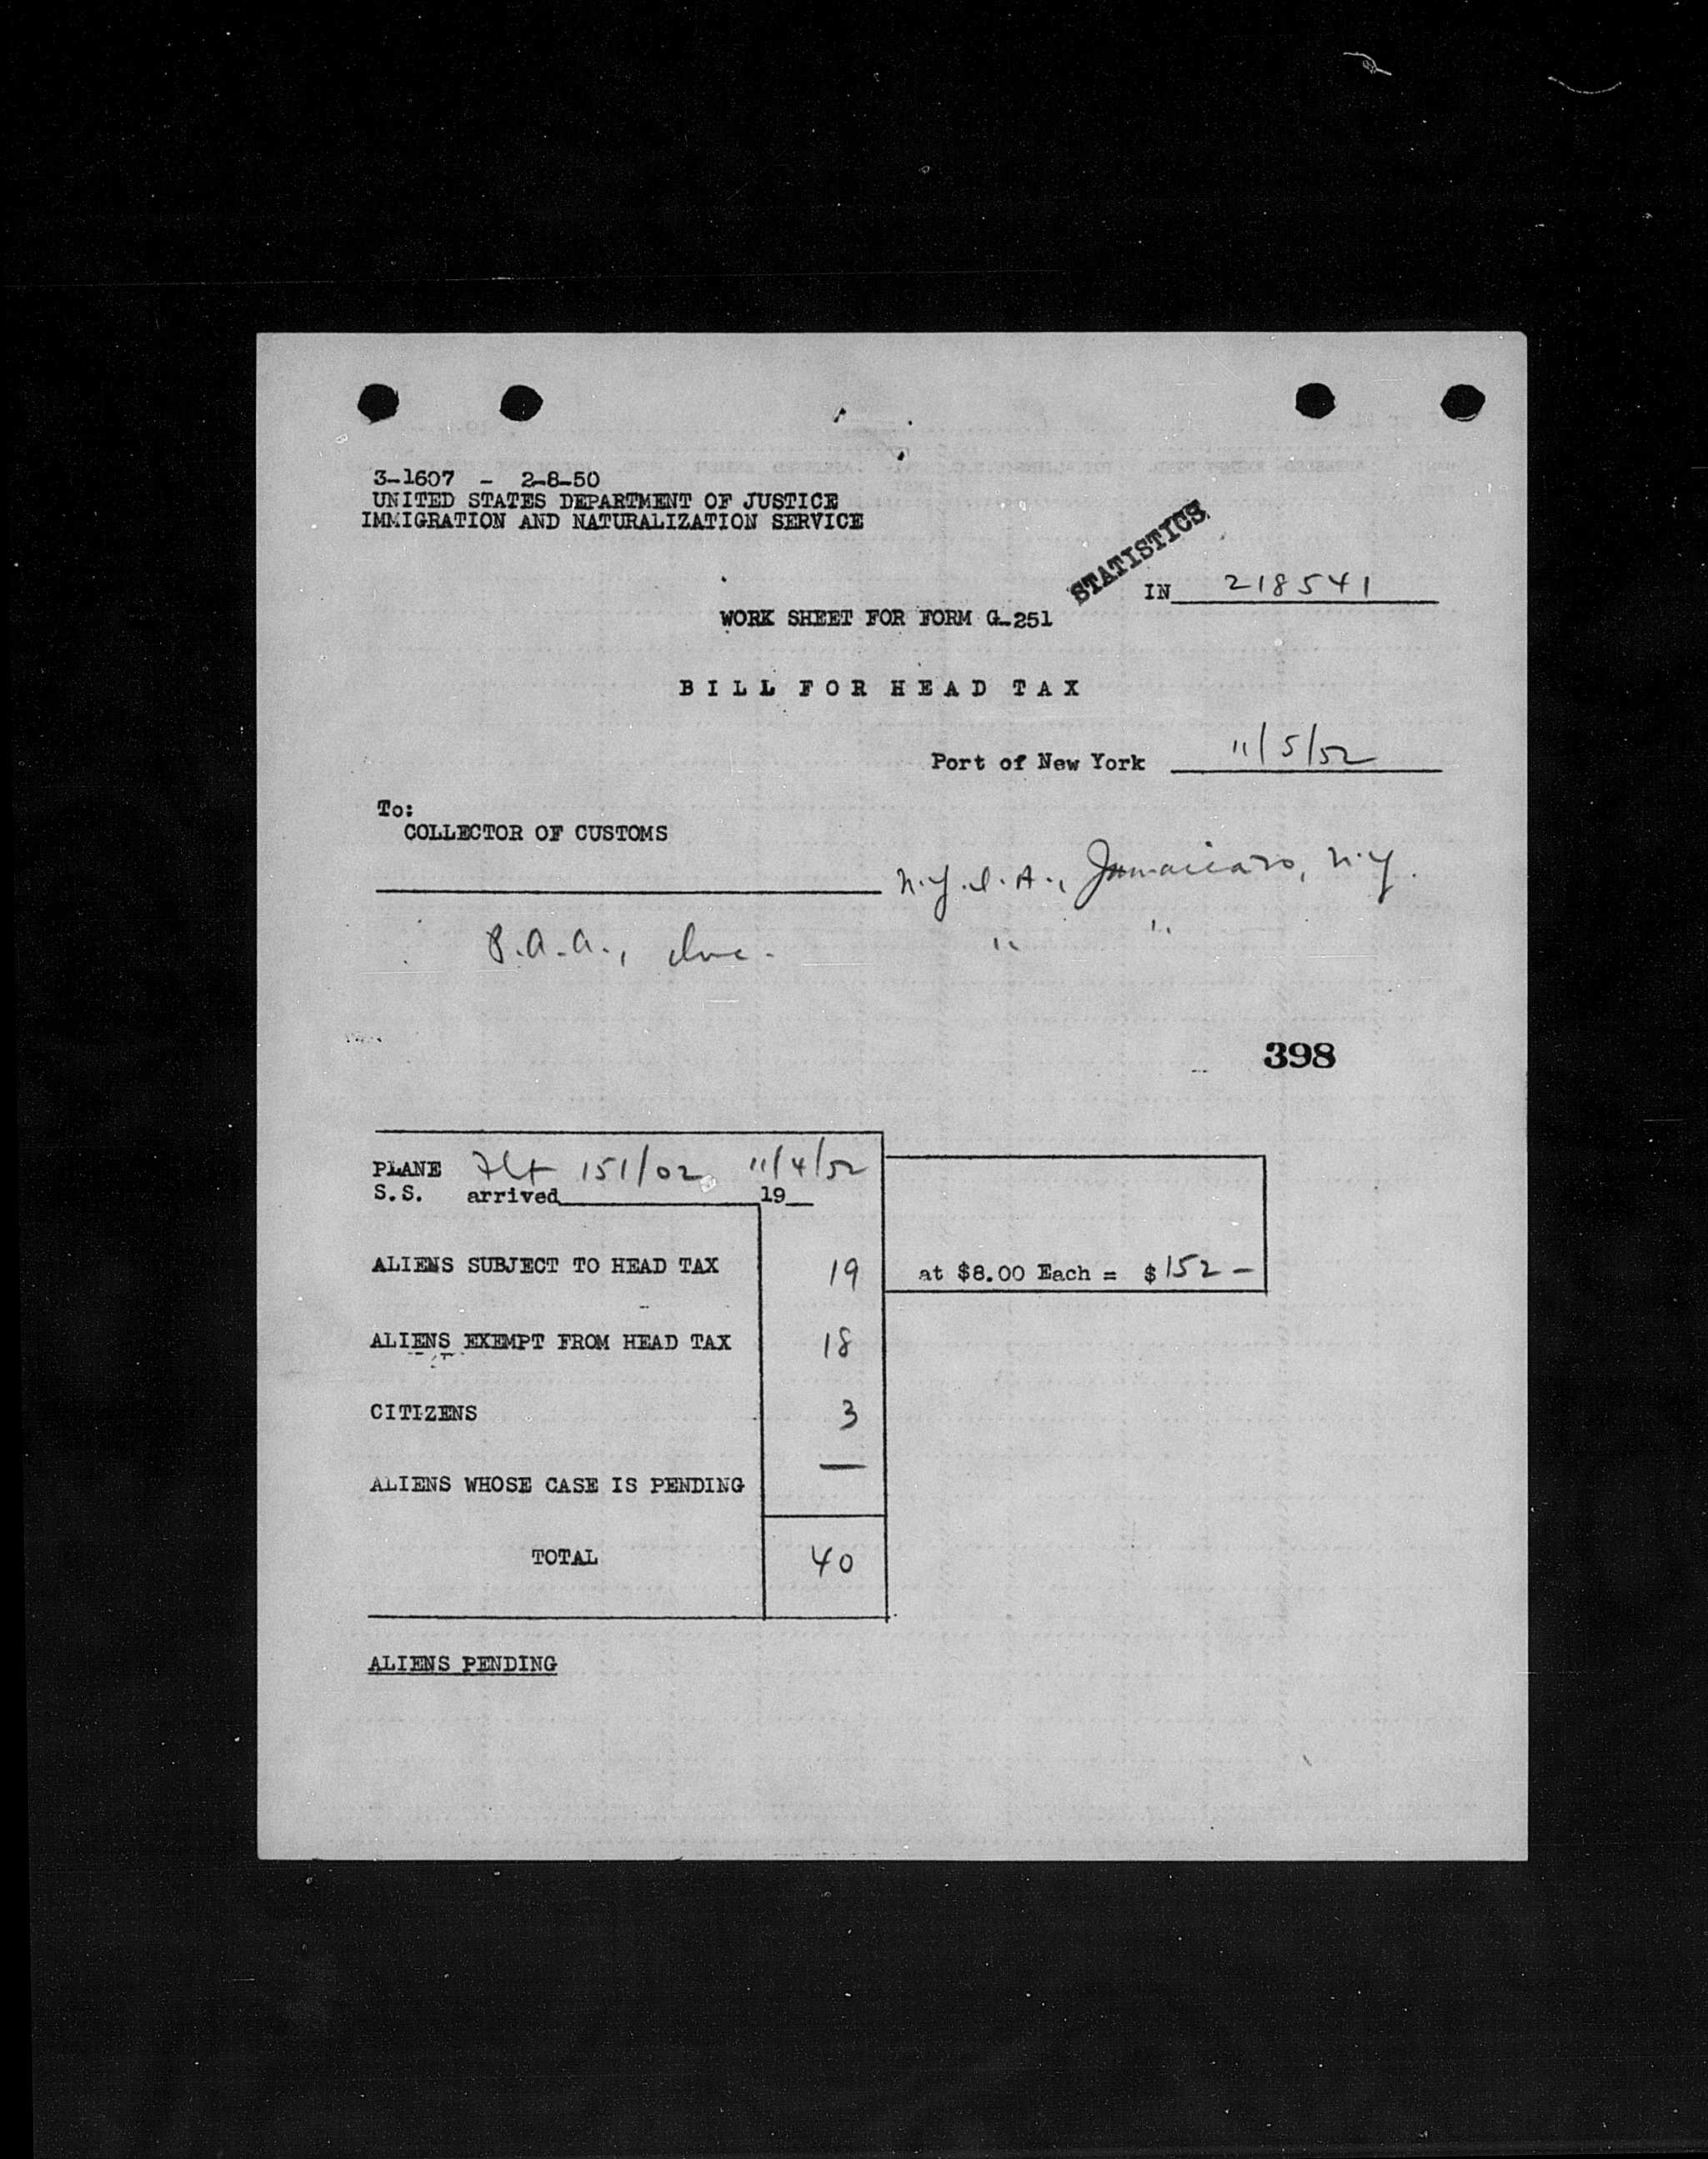 3-1607 - 2-8-50
UNITED STATES DEPARTMENT OF JUSTICE
IMMIGRATION AND NATURALIZATION SERVICE
STATISTICS
IN 218541
WORK SHEET FOR FORM G-251
BILL FOR HEAD TAX
Port of New York 11/5/52
To:
COLLECTOR OF CUSTOMS
N.Y.I.A., Jamaica, N.Y.
P.A.A., Inc. " "
398
PLANE Flt 151/02 11/4/52
S.S. arrived 19
ALIENS SUBJECT TO HEAD TAX 19 at $8.00 Each = $152-
ALIENS EXEMPT FROM HEAD TAX 18
CITIZENS 3
ALIENS WHOSE CASE IS PENDING —
TOTAL 40
ALIENS PENDING